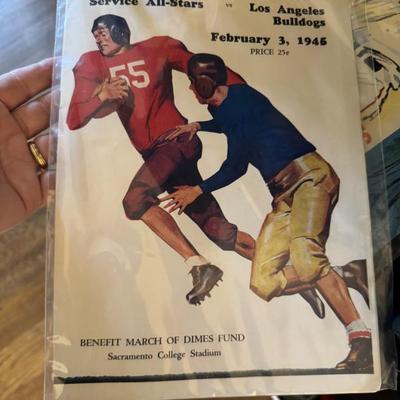 Service All-Stars vs Los Angeles
Bulldogs
February 3, 1946
PRICE 25¢
55
BENEFIT MARCH OF DIMES FUND
Sacramento College Stadium